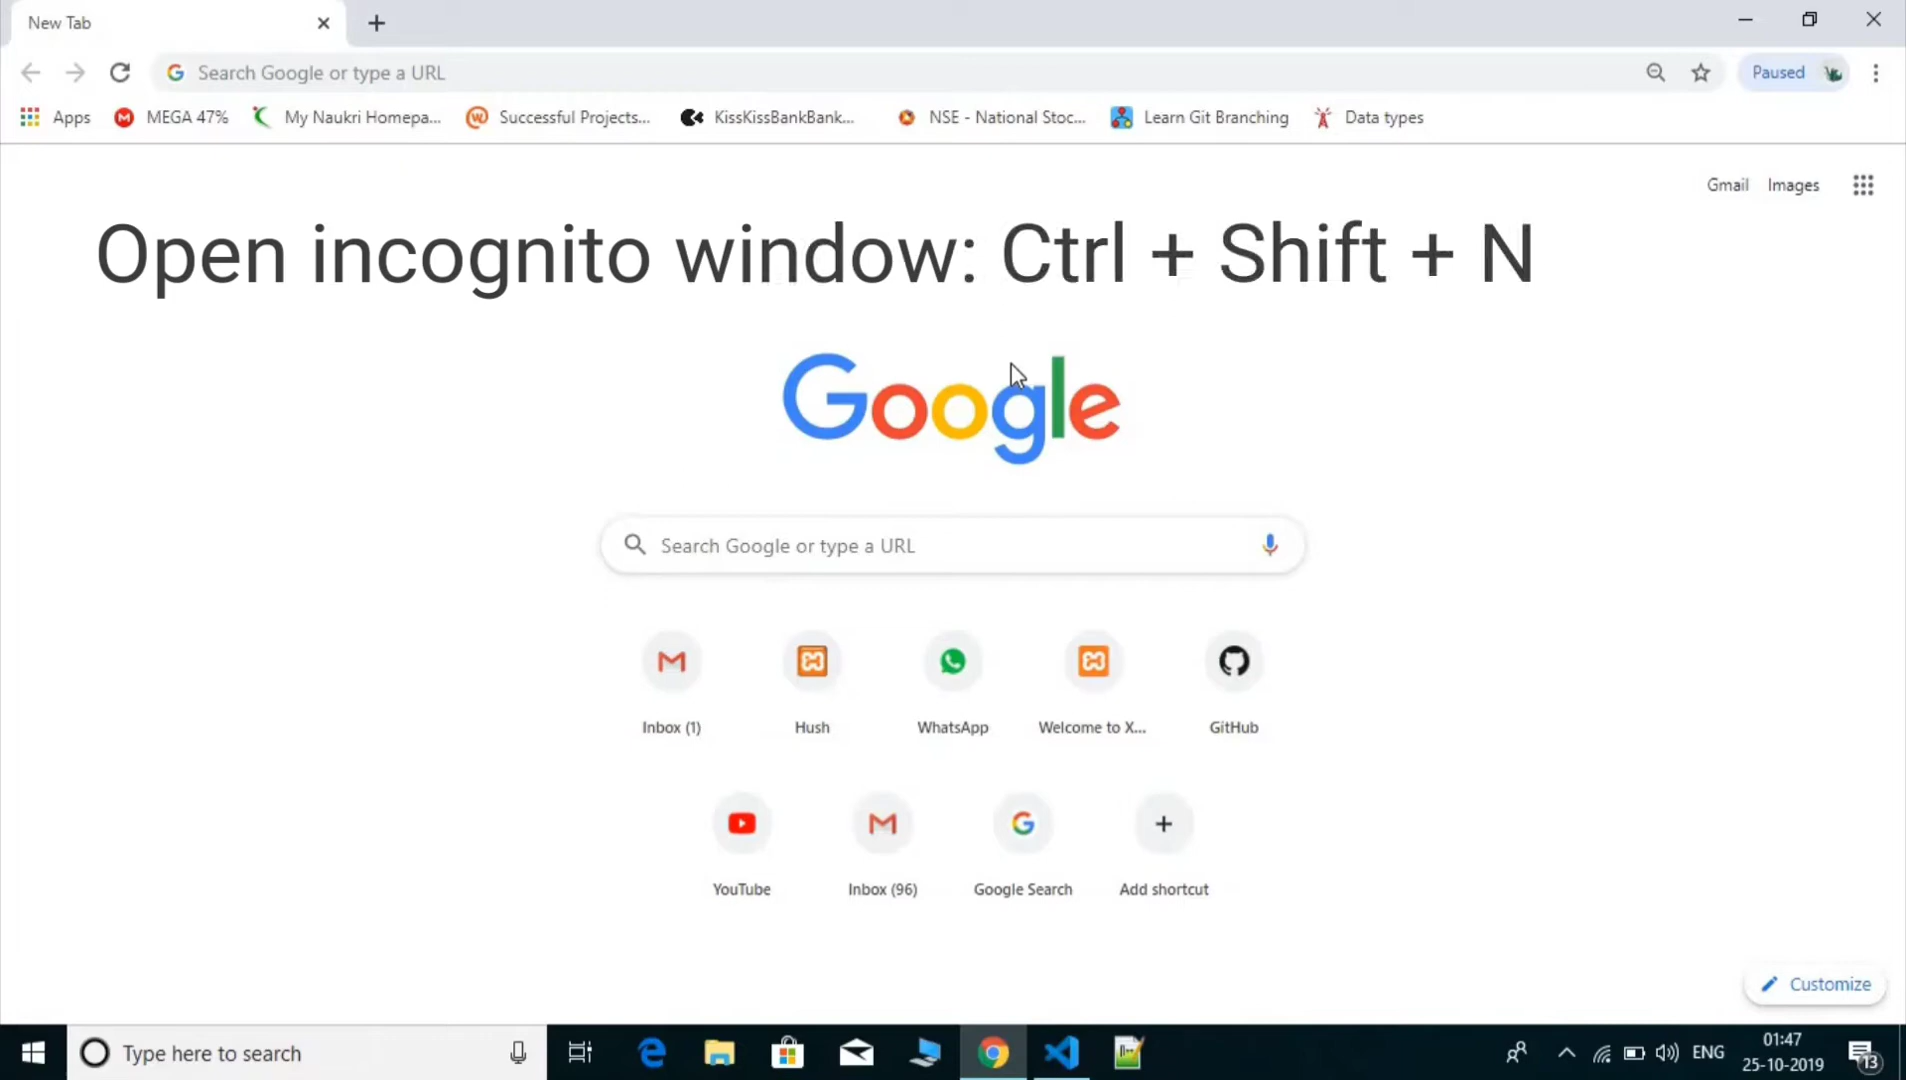 New Tab
Search Google or type a URL
Paused
Apps
MEGA 47%
My Naukri Homepa...
Successful Projects...
KissKissBankBank...
NSE - National Stoc...
Learn Git Branching
Data types
Gmail
Images
Open incognito window: Ctrl + Shift + N
Google
Search Google or type a URL
Inbox (1)
Hush
WhatsApp
Welcome to X...
GitHub
YouTube
Inbox (96)
Google Search
Add shortcut
Customize
Type here to search
ENG
01:47
25-10-2019
13